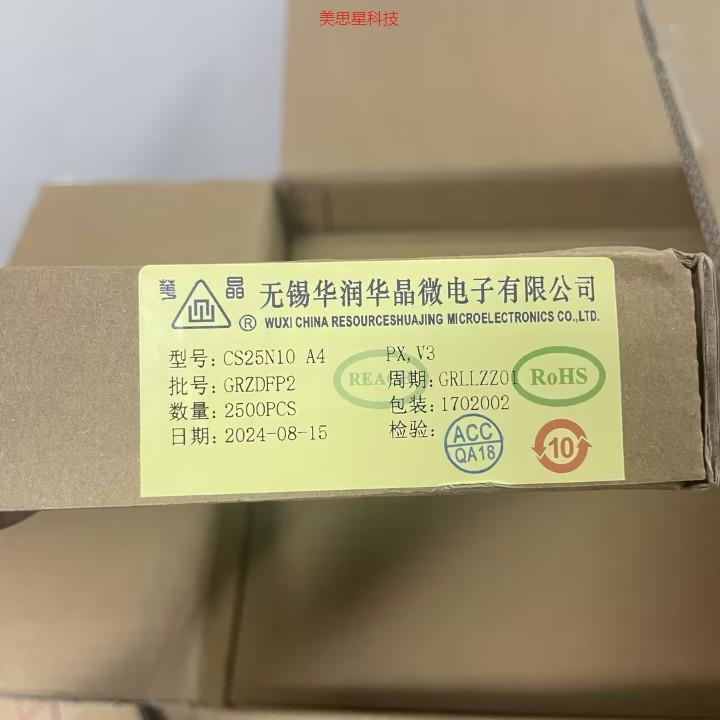 美思星科技
華 晶
无锡华润华晶微电子有限公司
® WUXI CHINA RESOURCESHUAJING MICROELECTRONICS CO.,LTD.
型号: CS25N10 A4 PX,V3
批号: GRZDFP2 REACH 周期: GRLLZZ01 RoHS
数量: 2500PCS 包装: 1702002
日期: 2024-08-15 检验: ACC
QA18
10